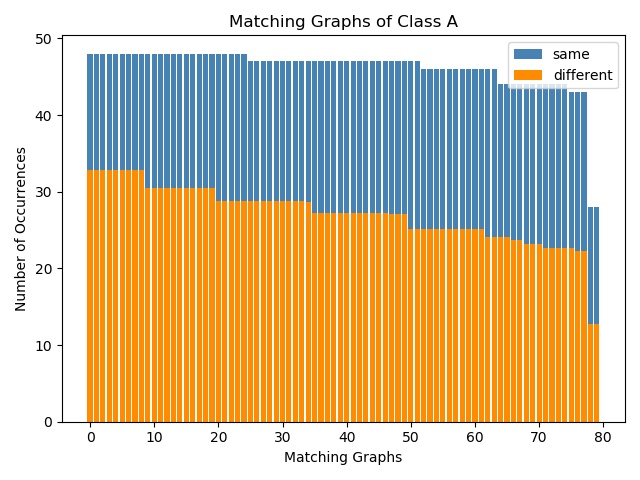 Matching Graphs of Class A
same
different
Number of Occurrences
50
40
30
20
10
0
0 10 20 30 40 50 60 70 80
Matching Graphs